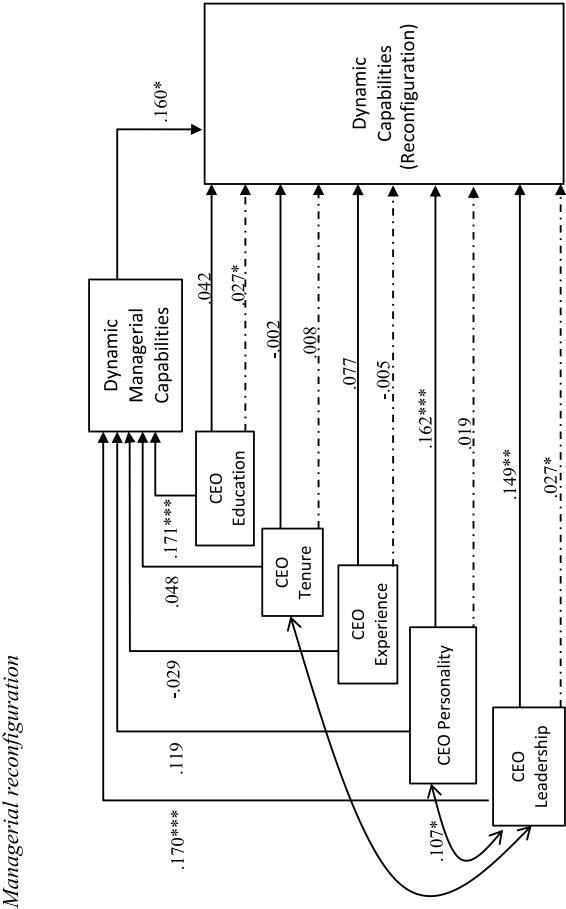 Managerial reconfiguration
Dynamic
Managerial
Capabilities
.160*
Dynamic
Capabilities
(Reconfiguration)
CEO
Education
.171***
.042
.027*
CEO
Tenure
.048
-.002
.008
CEO
Experience
-.029
.077
-.005
CEO Personality
.119
.162***
.019
CEO
Leadership
.170***
.149**
.027*
.107*